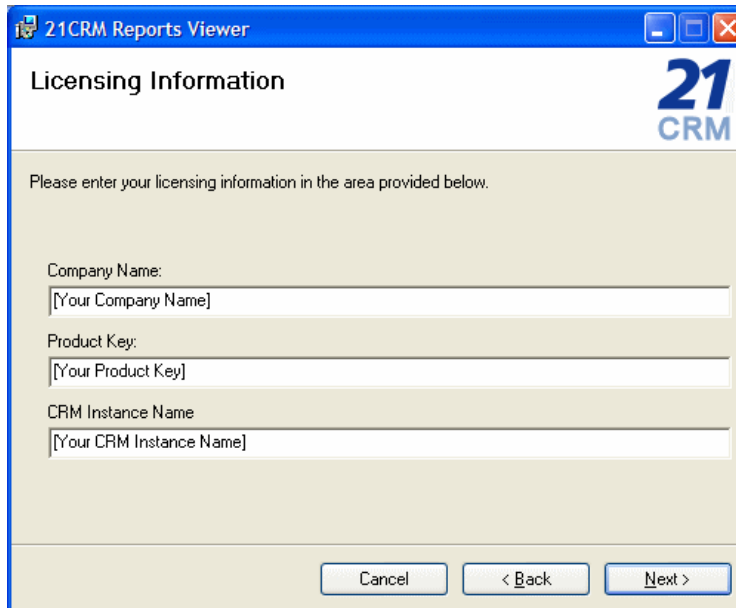 21CRM Reports Viewer
Licensing Information
21
CRM
Please enter your licensing information in the area provided below.
Company Name:
[Your Company Name]
Product Key:
[Your Product Key]
CRM Instance Name
[Your CRM Instance Name]
Cancel
< Back
Next >